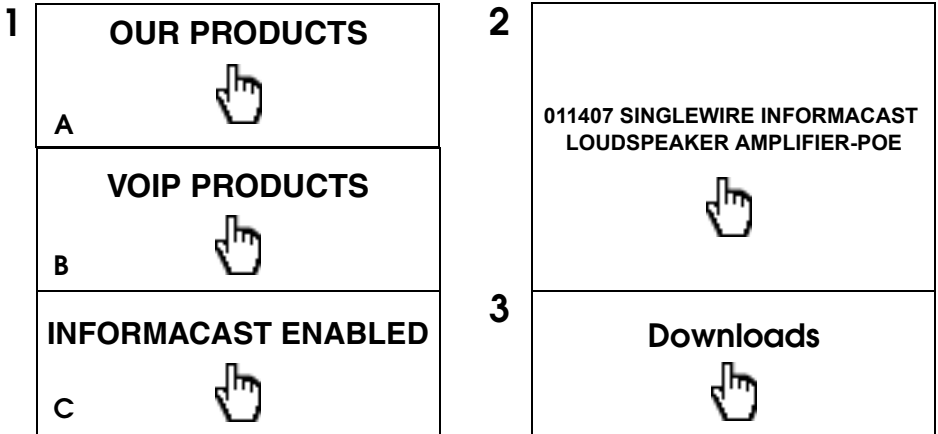 1
OUR PRODUCTS
A
VOIP PRODUCTS
B
INFORMACAST ENABLED
C
2
011407 SINGLEWIRE INFORMACAST
LOUDSPEAKER AMPLIFIER-POE
3
Downloads